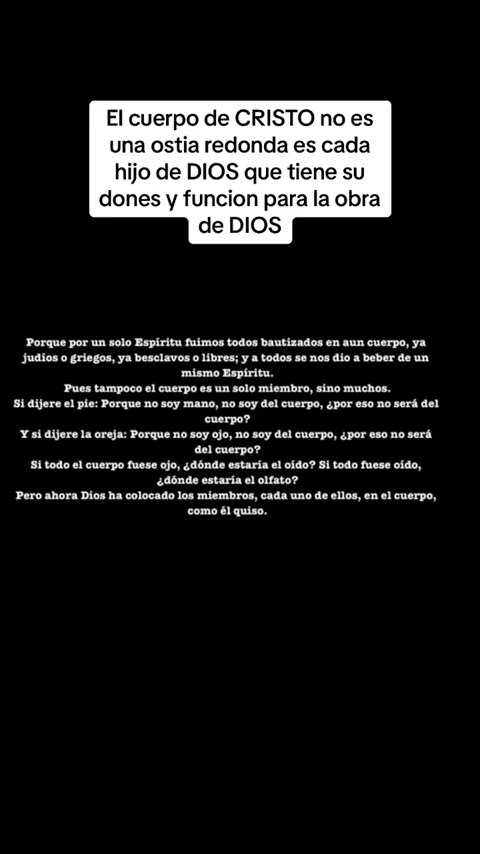 El cuerpo de CRISTO no es
una ostia redonda es cada
hijo de DIOS que tiene su
dones y funcion para la obra
de DIOS
Porque por un solo Espíritu fuimos todos bautizados en aun cuerpo, ya
judíos o griegos, ya besclavos o libres; y a todos se nos dio a beber de un
mismo Espíritu.
Pues tampoco el cuerpo es un solo miembro, sino muchos.
Si dijere el pie: Porque no soy mano, no soy del cuerpo, ¿por eso no será del
cuerpo?
Y si dijere la oreja: Porque no soy ojo, no soy del cuerpo, ¿por eso no será
del cuerpo?
Si todo el cuerpo fuese ojo, ¿dónde estaría el oído? Si todo fuese oído,
¿dónde estaría el olfato?
Pero ahora Dios ha colocado los miembros, cada uno de ellos, en el cuerpo,
como él quiso.